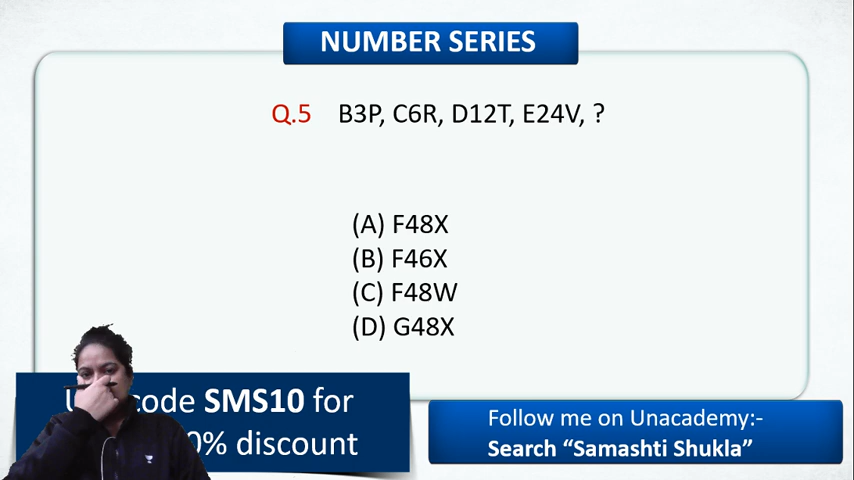 NUMBER SERIES
Q.5 B3P, C6R, D12T, E24V, ?
(A) F48X
(B) F46X
(C) F48W
(D) G48X
code SMS10 for
0% discount
Follow me on Unacademy:-
Search “Samashti Shukla”